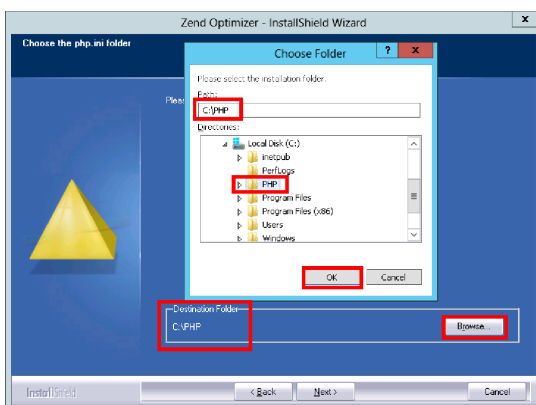 Zend Optimizer - InstallShield Wizard
x
Choose the php.ini folder
Choose Folder
?
x
Please select the installation folder.
Plea
Path:
C:\PHP
Directories:
Local Disk (C:)
inetpub
PerfLogs
PHP
Program Files
Program Files (x86)
Users
Windows
OK
Cancel
Destination Folder
C:\PHP
Browse...
InstallShield
< Back
Next >
Cancel